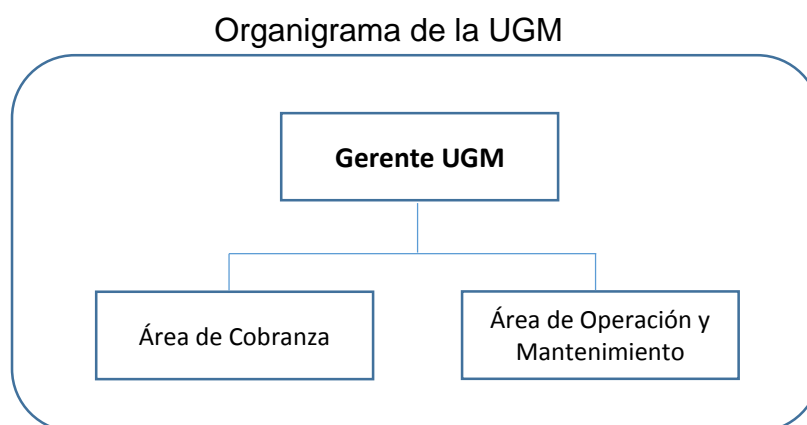 Organigrama de la UGM
Gerente UGM
Área de Cobranza
Área de Operación y
Mantenimiento